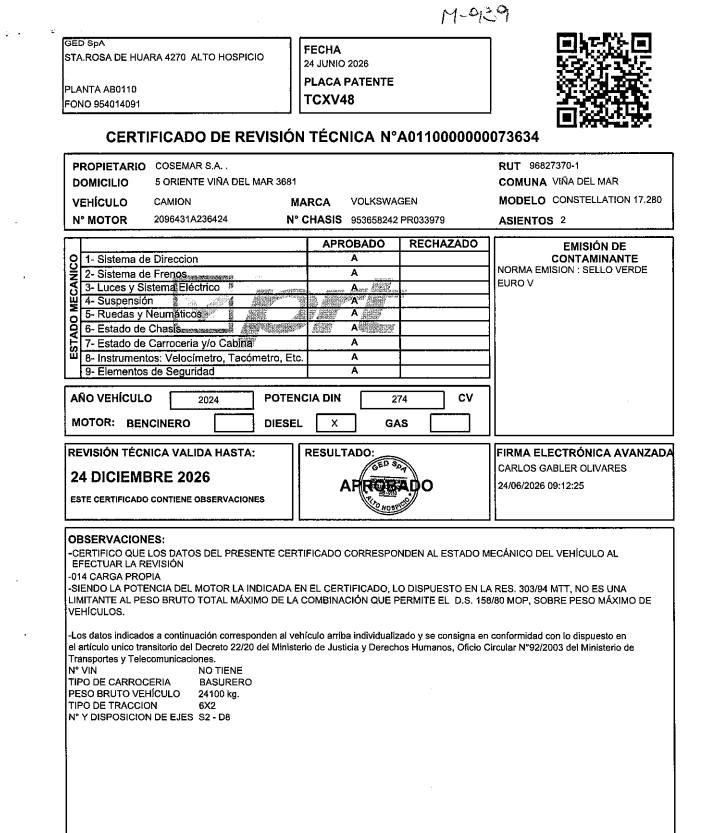 M-939
GED SpA
STA.ROSA DE HUARA 4270 ALTO HOSPICIO
PLANTA AB0110
FONO 954014091
FECHA
24 JUNIO 2026
PLACA PATENTE
TCXV48
CERTIFICADO DE REVISIÓN TÉCNICA N°A0110000000073634
PROPIETARIO COSEMAR S.A. .
RUT 96827370-1
DOMICILIO 5 ORIENTE VIÑA DEL MAR 3681
COMUNA VIÑA DEL MAR
VEHÍCULO CAMION MARCA VOLKSWAGEN MODELO CONSTELLATION 17.280
N° MOTOR 2096431A236424 N° CHASIS 953658242 PR033979 ASIENTOS 2
ESTADO MECÁNICO
APROBADO RECHAZADO
1- Sistema de Direccion A
2- Sistema de Frenos A
3- Luces y Sistema Eléctrico A
4- Suspensión A
5- Ruedas y Neumáticos A
6- Estado de Chasis A
7- Estado de Carroceria y/o Cabina A
8- Instrumentos: Velocímetro, Tacómetro, Etc. A
9- Elementos de Seguridad A
EMISIÓN DE
CONTAMINANTE
NORMA EMISION : SELLO VERDE
EURO V
AÑO VEHÍCULO 2024 POTENCIA DIN 274 CV
MOTOR: BENCINERO DIESEL X GAS
REVISIÓN TÉCNICA VALIDA HASTA:
24 DICIEMBRE 2026
ESTE CERTIFICADO CONTIENE OBSERVACIONES
RESULTADO:
APROBADO
GED SpA
ALTO HOSPICIO
FIRMA ELECTRÓNICA AVANZADA
CARLOS GABLER OLIVARES
24/06/2026 09:12:25
OBSERVACIONES:
-CERTIFICO QUE LOS DATOS DEL PRESENTE CERTIFICADO CORRESPONDEN AL ESTADO MECÁNICO DEL VEHÍCULO AL
EFECTUAR LA REVISIÓN
-014 CARGA PROPIA
-SIENDO LA POTENCIA DEL MOTOR LA INDICADA EN EL CERTIFICADO, LO DISPUESTO EN LA RES. 303/94 MTT, NO ES UNA
LIMITANTE AL PESO BRUTO TOTAL MÁXIMO DE LA COMBINACIÓN QUE PERMITE EL D.S. 158/80 MOP, SOBRE PESO MÁXIMO DE
VEHÍCULOS.
-Los datos indicados a continuación corresponden al vehículo arriba individualizado y se consigna en conformidad con lo dispuesto en
el artículo unico transitorio del Decreto 22/20 del Ministerio de Justicia y Derechos Humanos, Oficio Circular N°92/2003 del Ministerio de
Transportes y Telecomunicaciones.
N° VIN NO TIENE
TIPO DE CARROCERIA BASURERO
PESO BRUTO VEHÍCULO 24100 kg.
TIPO DE TRACCION 6X2
N° Y DISPOSICION DE EJES S2 - D8